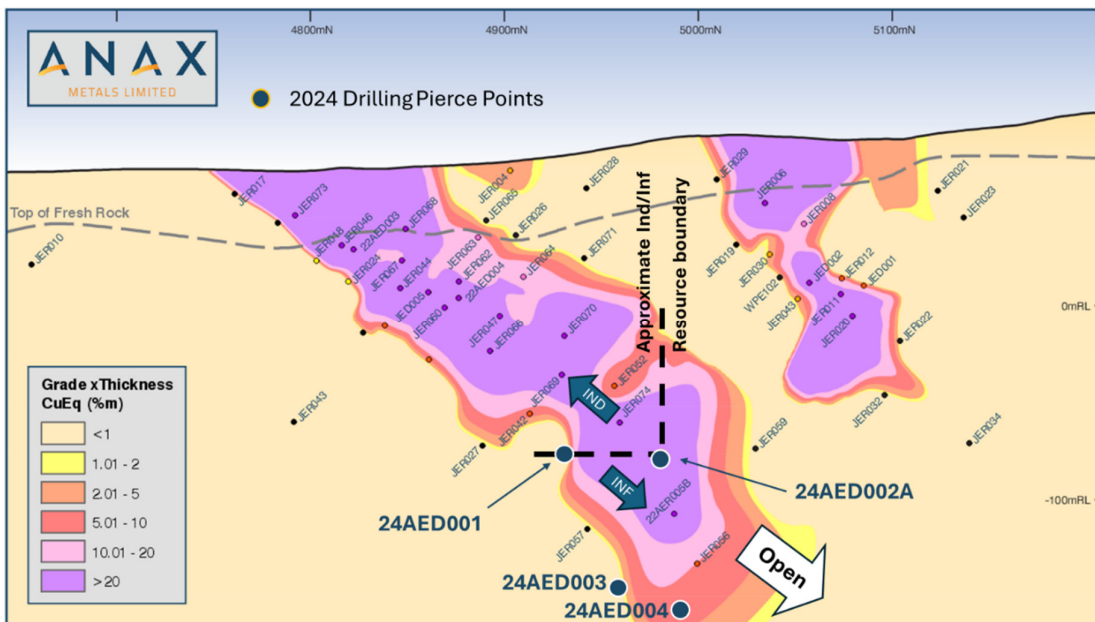 4800mN
4900mN
5000mN
5100mN
ANAX
METALS LIMITED
2024 Drilling Pierce Points
Top of Fresh Rock
JER010
JER017
JER073
JER018
JER046
22AED003
JER068
JER004
JER065
JER026
JER028
JER071
JER024
JER067
JER044
JER063
JER062
22AED004
JER064
JED005
JER060
JER047
JER066
JER070
JER069
JER052
JER074
JER042
JER027
JER043
Approximate Ind/Inf
Resource boundary
JER029
JER006
JER008
JER019
JER030
WPE102
JER043
JED002
JER012
JED001
JER011
JER020
JER022
JER021
JER023
JER032
JER034
JER059
0mRL
-100mRL
IND
INF
22AER005B
JER057
JER056
24AED001
24AED002A
24AED003
24AED004
Open
Grade xThickness
CuEq (%m)
<1
1.01 - 2
2.01 - 5
5.01 - 10
10.01 - 20
>20